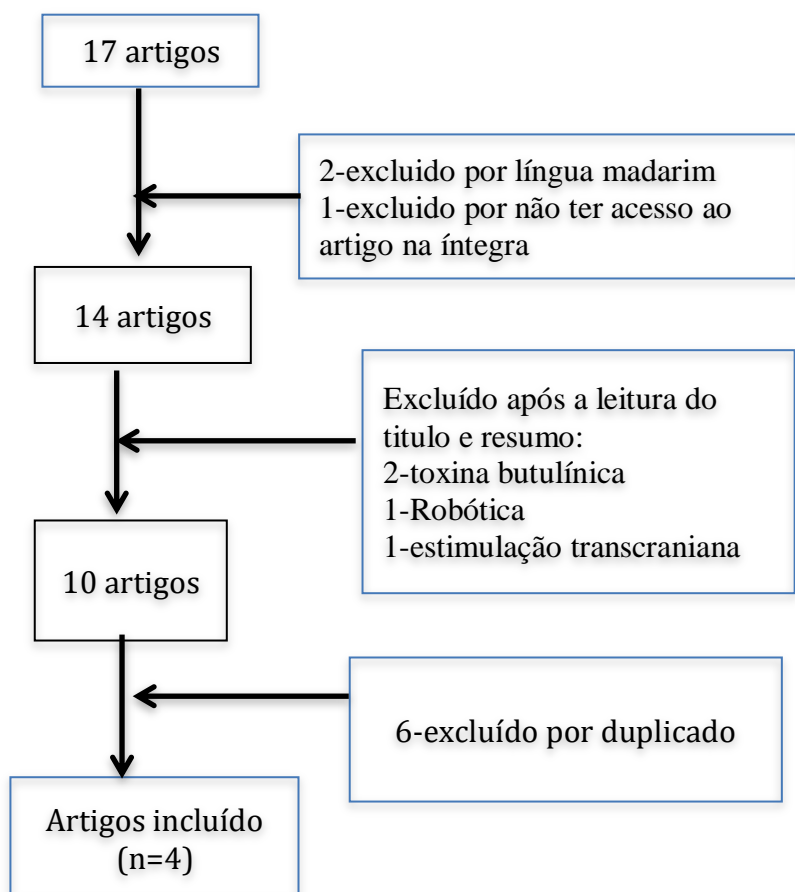 17 artigos
2-excluido por língua madarim
1-excluido por não ter acesso ao
artigo na íntegra
14 artigos
Excluído após a leitura do
titulo e resumo:
2-toxina butulínica
1-Robótica
1-estimulação transcraniana
10 artigos
6-excluído por duplicado
Artigos incluído
(n=4)